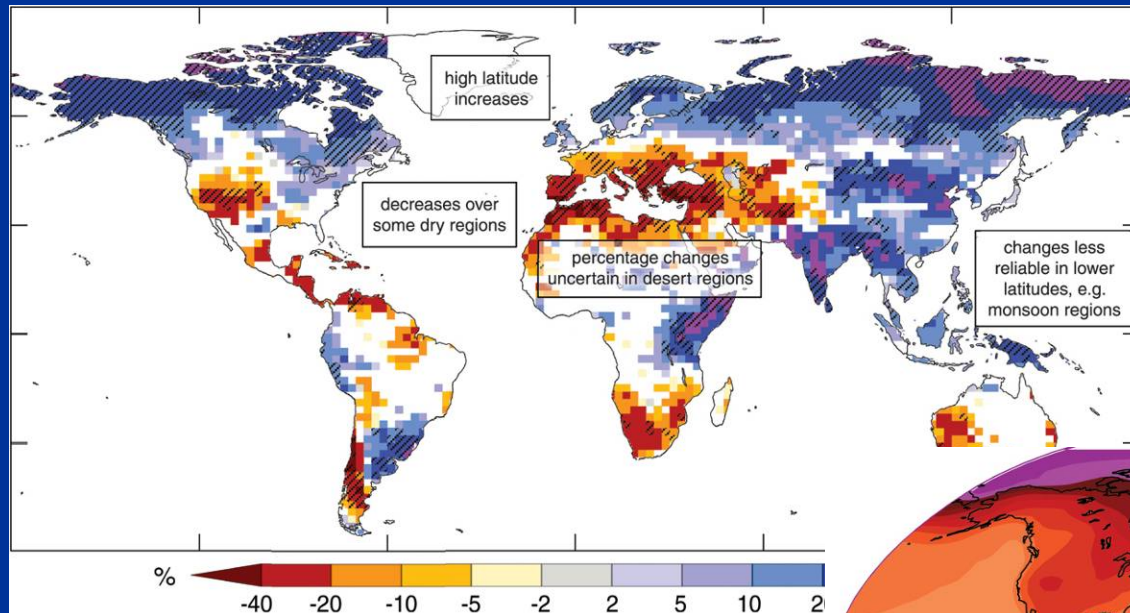 high latitude
increases
decreases over
some dry regions
percentage changes
uncertain in desert regions
changes less
reliable in lower
latitudes, e.g.
monsoon regions
% -40 -20 -10 -5 -2 2 5 10